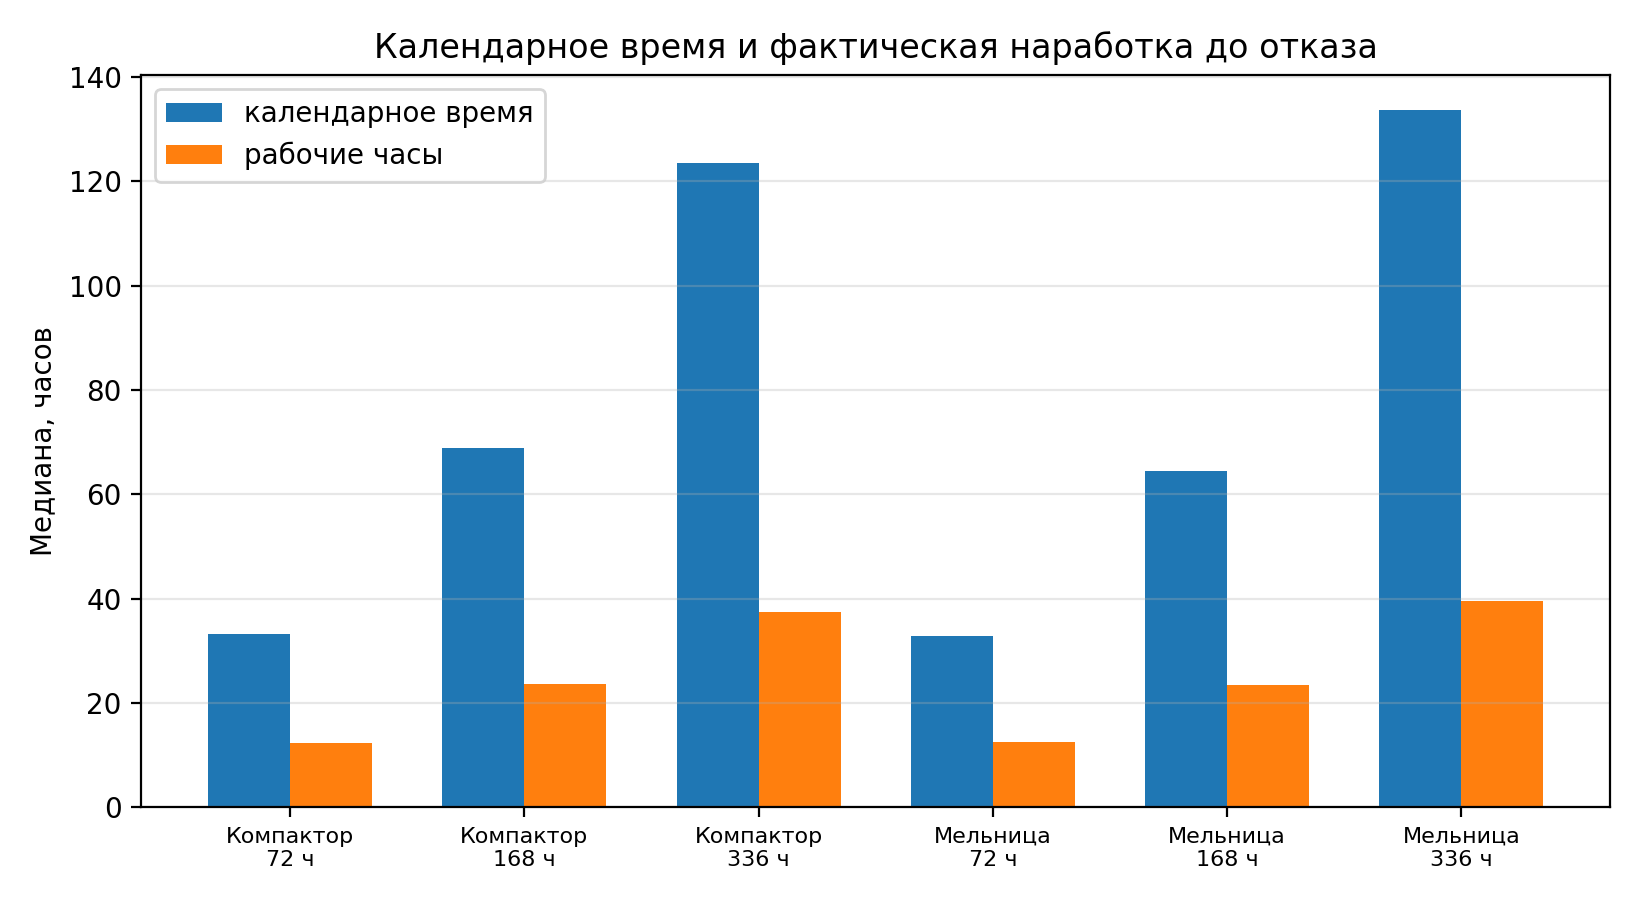 Календарное время и фактическая наработка до отказа
календарное время
рабочие часы
Медиана, часов
140
120
100
80
60
40
20
0
Компактор
72 ч
Компактор
168 ч
Компактор
336 ч
Мельница
72 ч
Мельница
168 ч
Мельница
336 ч